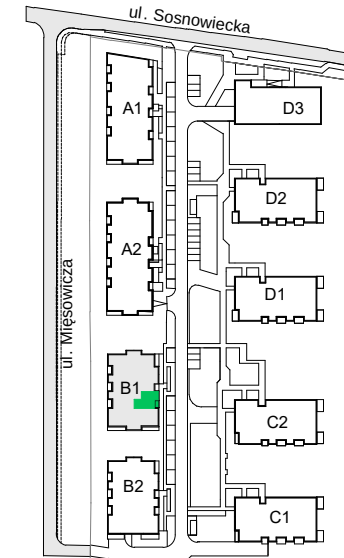 ul. Sosnowiecka
A1
D3
D2
A2
ul. Mięsowicza
D1
B1
C2
B2
C1